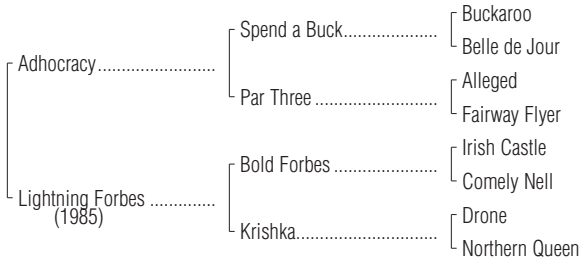 Buckaroo
Spend a Buck....................
Belle de Jour
Adhocracy.........................
Alleged
Par Three ..........................
Fairway Flyer
Irish Castle
Bold Forbes ......................
Comely Nell
Lightning Forbes ..............
(1985)
Drone
Krishka..............................
Northern Queen